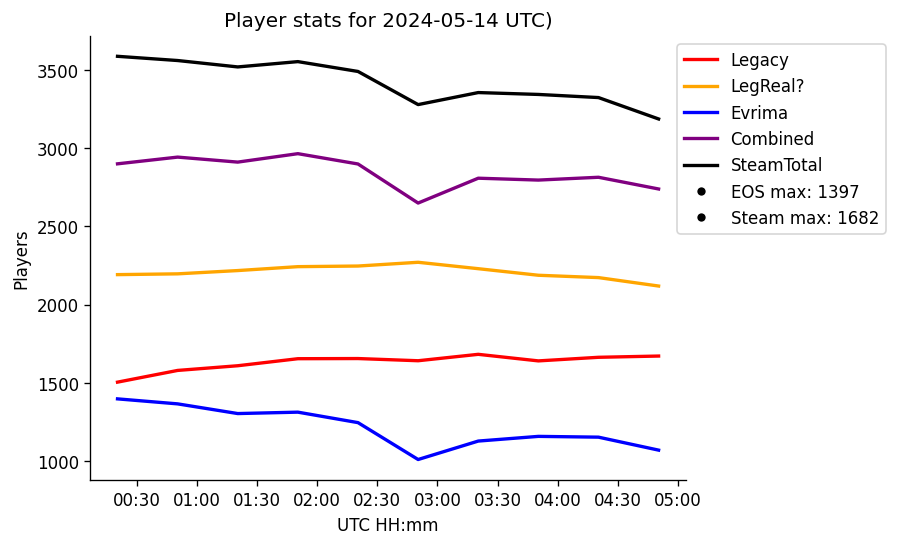 Player stats for 2024-05-14 UTC)
Legacy
LegReal?
Evrima
Combined
SteamTotal
EOS max: 1397
Steam max: 1682
Players
3500
3000
2500
2000
1500
1000
00:30 01:00 01:30 02:00 02:30 03:00 03:30 04:00 04:30 05:00
UTC HH:mm